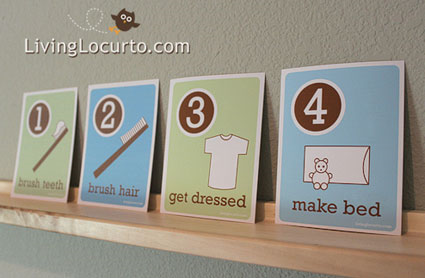 LivingLocurto.com
1
brush teeth
2
brush hair
3
get dressed
4
make bed